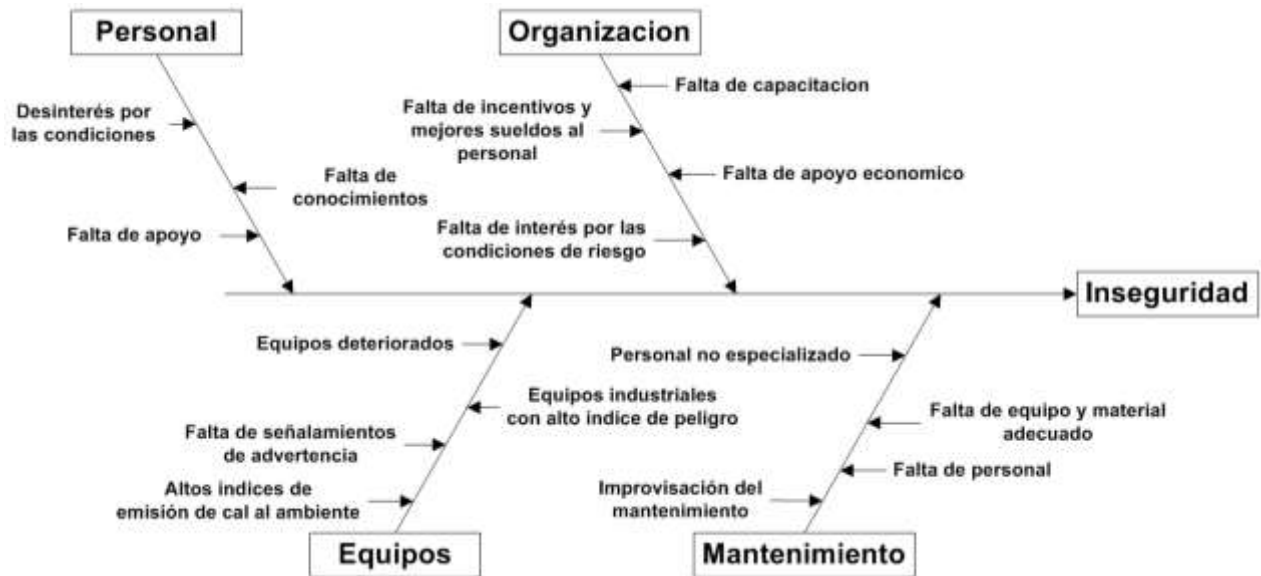 Personal
Organizacion
Desinterés por
las condiciones
Falta de
conocimientos
Falta de apoyo
Falta de capacitacion
Falta de incentivos y
mejores sueldos al
personal
Falta de apoyo economico
Falta de interés por las
condiciones de riesgo
Inseguridad
Equipos deteriorados
Equipos industriales
con alto indice de peligro
Falta de señalamientos
de advertencia
Altos indices de
emisión de cal al ambiente
Equipos
Personal no especializado
Falta de equipo y material
adecuado
Falta de personal
Improvisación del
mantenimiento
Mantenimiento